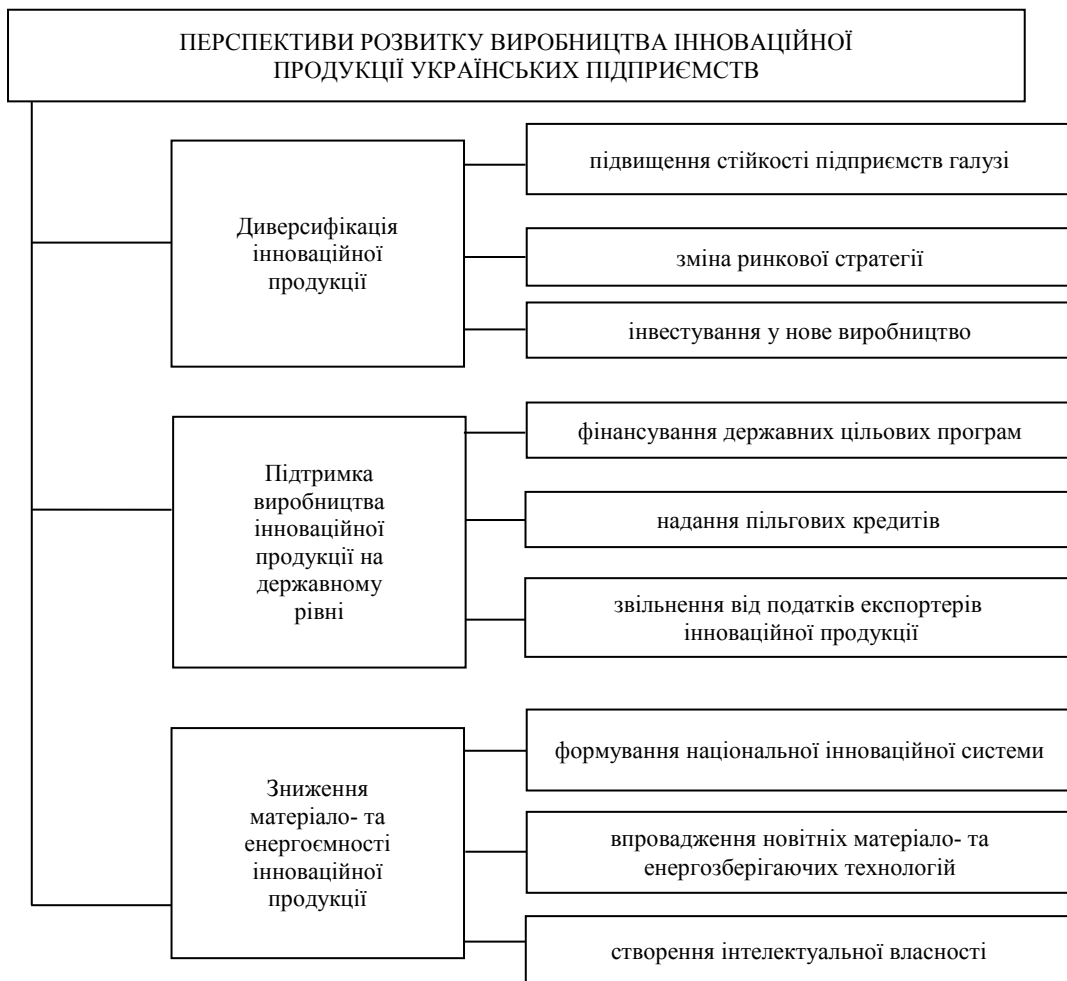 ПЕРСПЕКТИВИ РОЗВИТКУ ВИРОБНИЦТВА ІННОВАЦІЙНОЇ
ПРОДУКЦІЇ УКРАЇНСЬКИХ ПІДПРИЄМСТВ
Диверсифікація
інноваційної
продукції
підвищення стійкості підприємств галузі
зміна ринкової стратегії
інвестування у нове виробництво
Підтримка
виробництва
інноваційної
продукції на
державному
рівні
фінансування державних цільових програм
надання пільгових кредитів
звільнення від податків експортерів
інноваційної продукції
Зниження
матеріало- та
енергоємності
інноваційної
продукції
формування національної інноваційної системи
впровадження новітніх матеріало- та
енергозберігаючих технологій
створення інтелектуальної власності